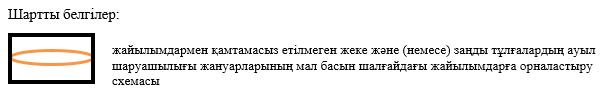 Шартты белгілер:
жайылымдармен қамтамасыз етілмеген жеке және (немесе) заңды тұлғалардың ауыл
шаруашылығы жануарларының мал басын шалғайдағы жайылымдарға орналастыру
схемасы